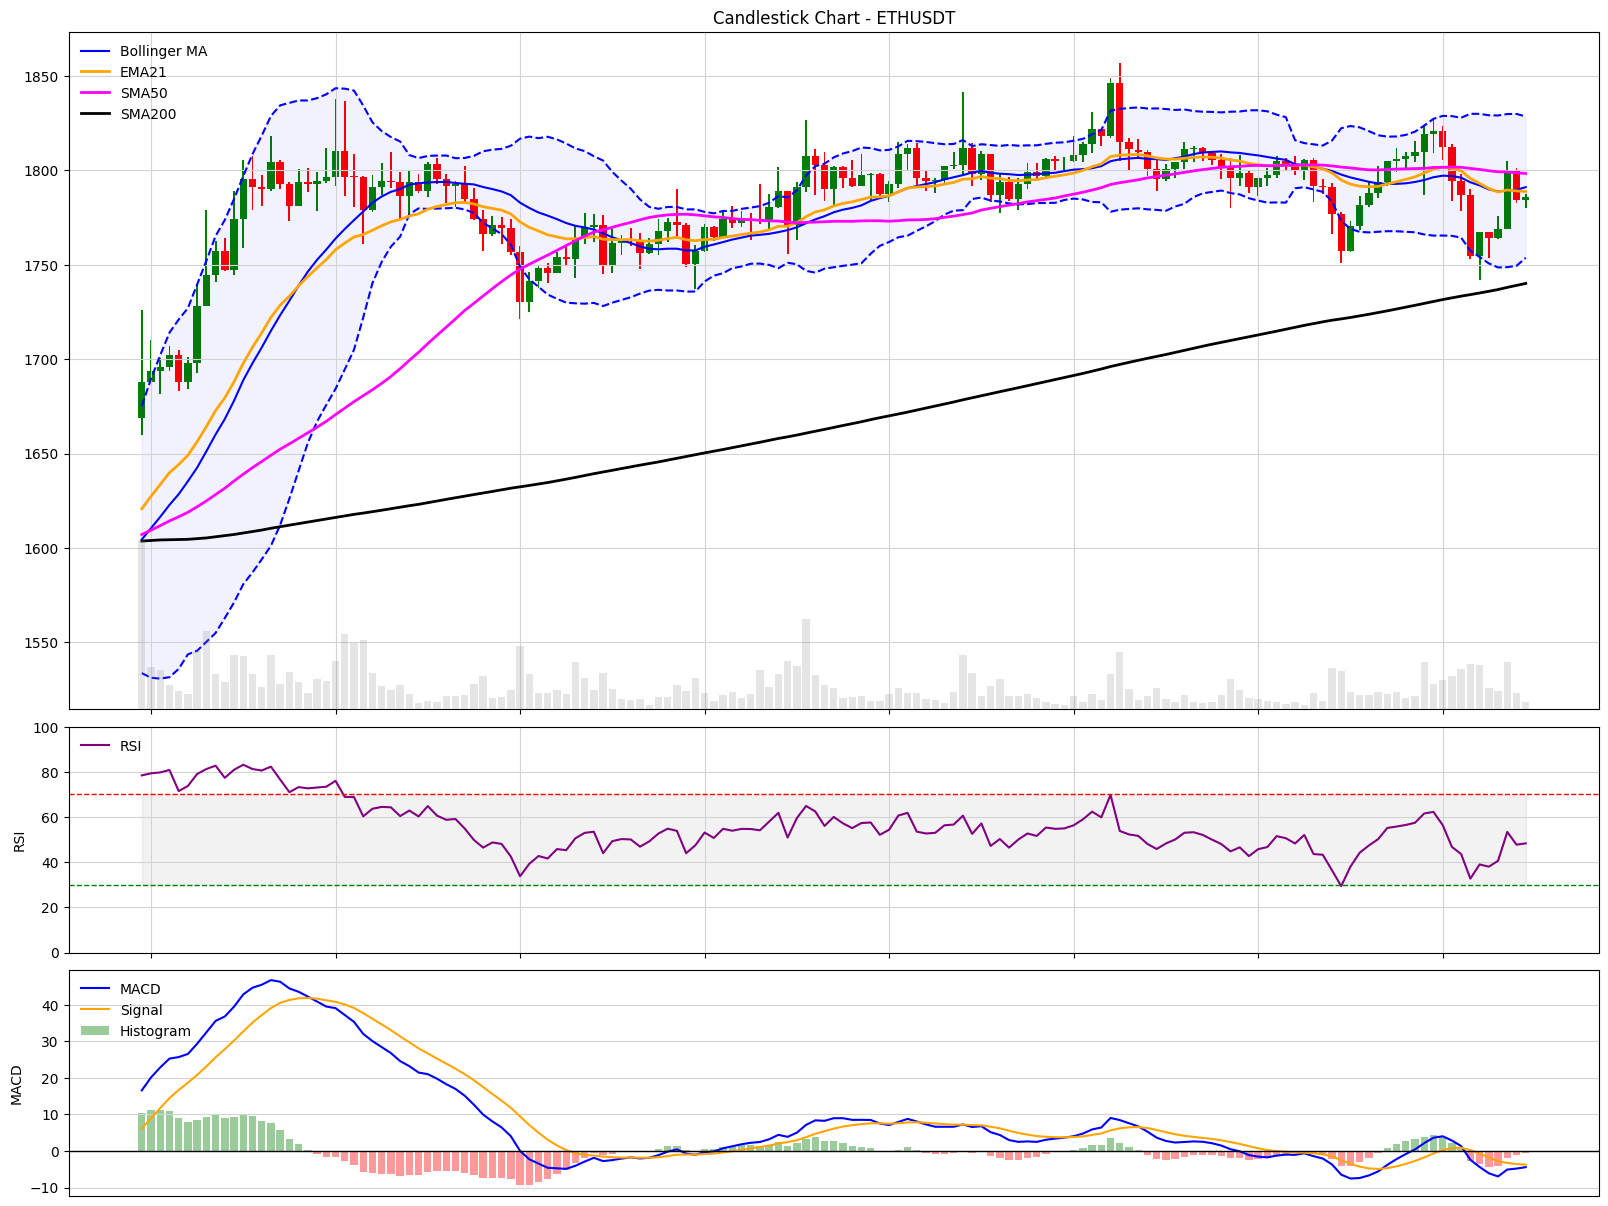 Candlestick Chart - ETHUSDT
Bollinger MA
EMA21
SMA50
SMA200
1850
1800
1750
1700
1650
1600
1550
RSI
RSI
100
80
60
40
20
0
MACD
Signal
Histogram
MACD
40
30
20
10
0
−10